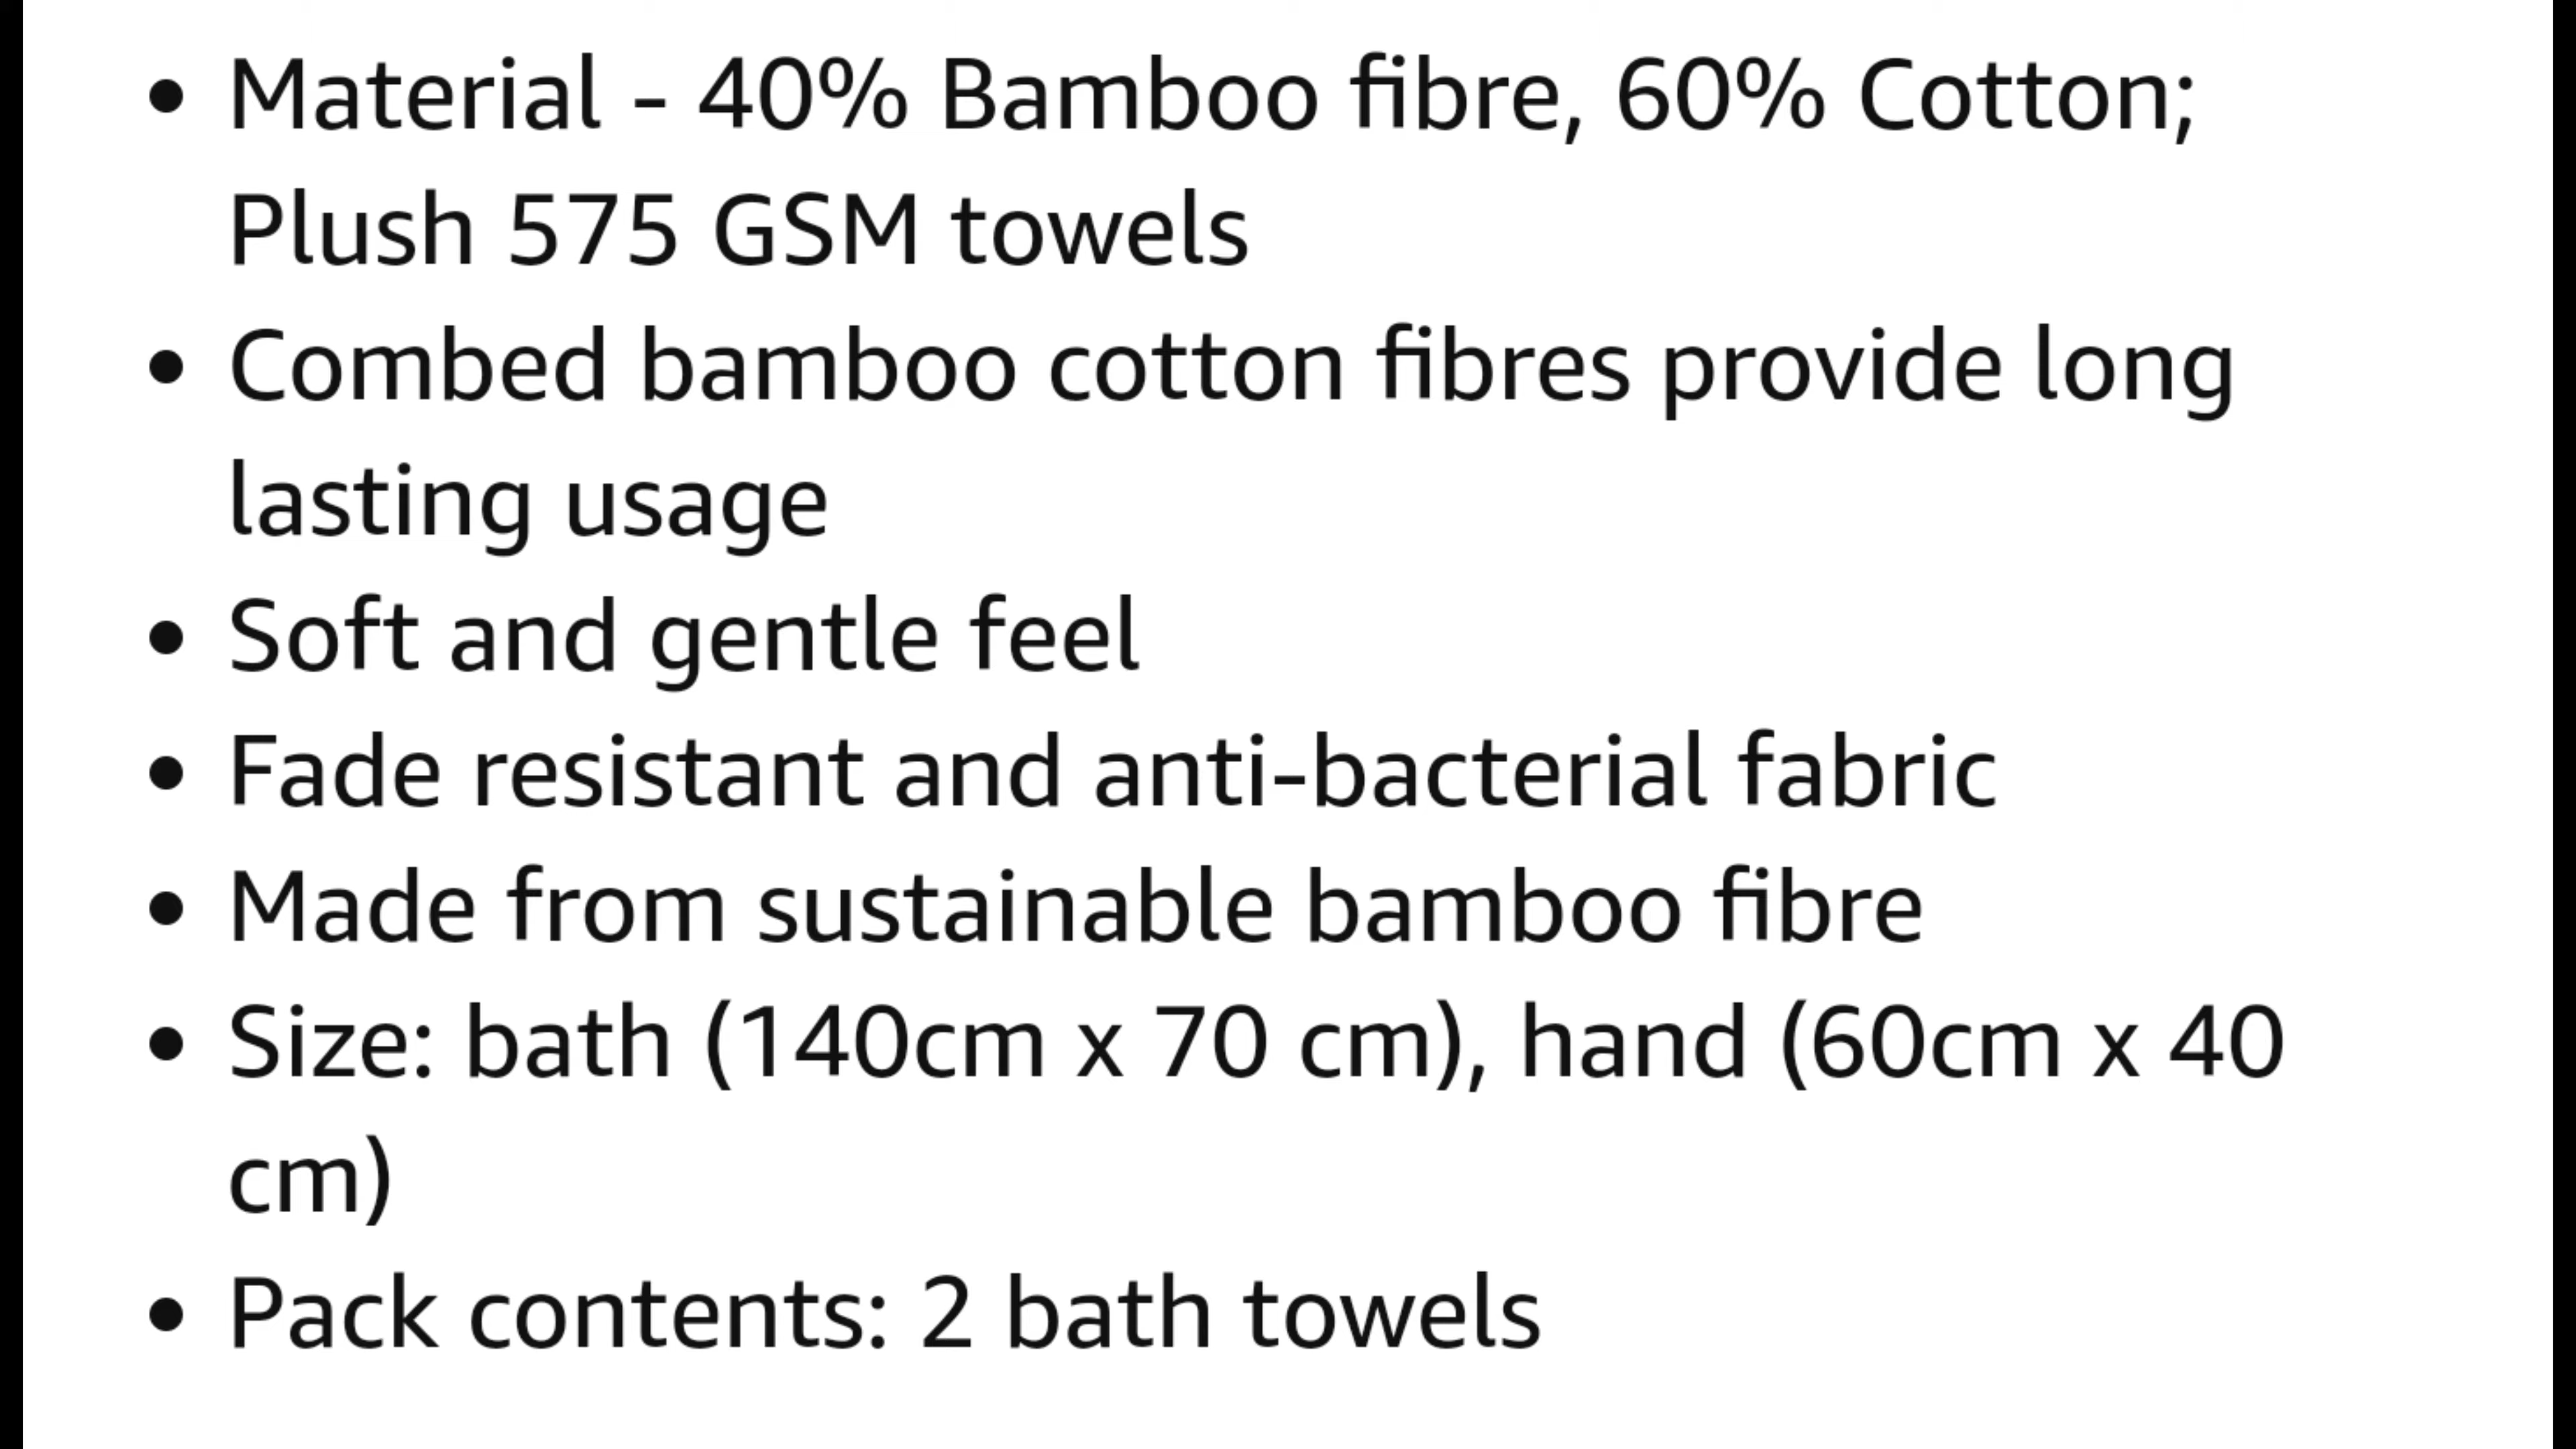 • Material - 40% Bamboo fibre, 60% Cotton;
Plush 575 GSM towels
• Combed bamboo cotton fibres provide long
lasting usage
• Soft and gentle feel
• Fade resistant and anti-bacterial fabric
• Made from sustainable bamboo fibre
• Size: bath (140cm x 70 cm), hand (60cm x 40
cm)
• Pack contents: 2 bath towels